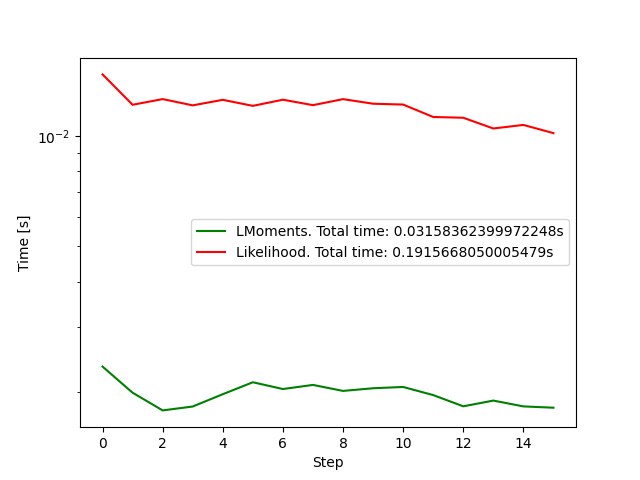 10⁻²
Time [s]
LMoments. Total time: 0.03158362399972248s
Likelihood. Total time: 0.1915668050005479s
0 2 4 6 8 10 12 14
Step